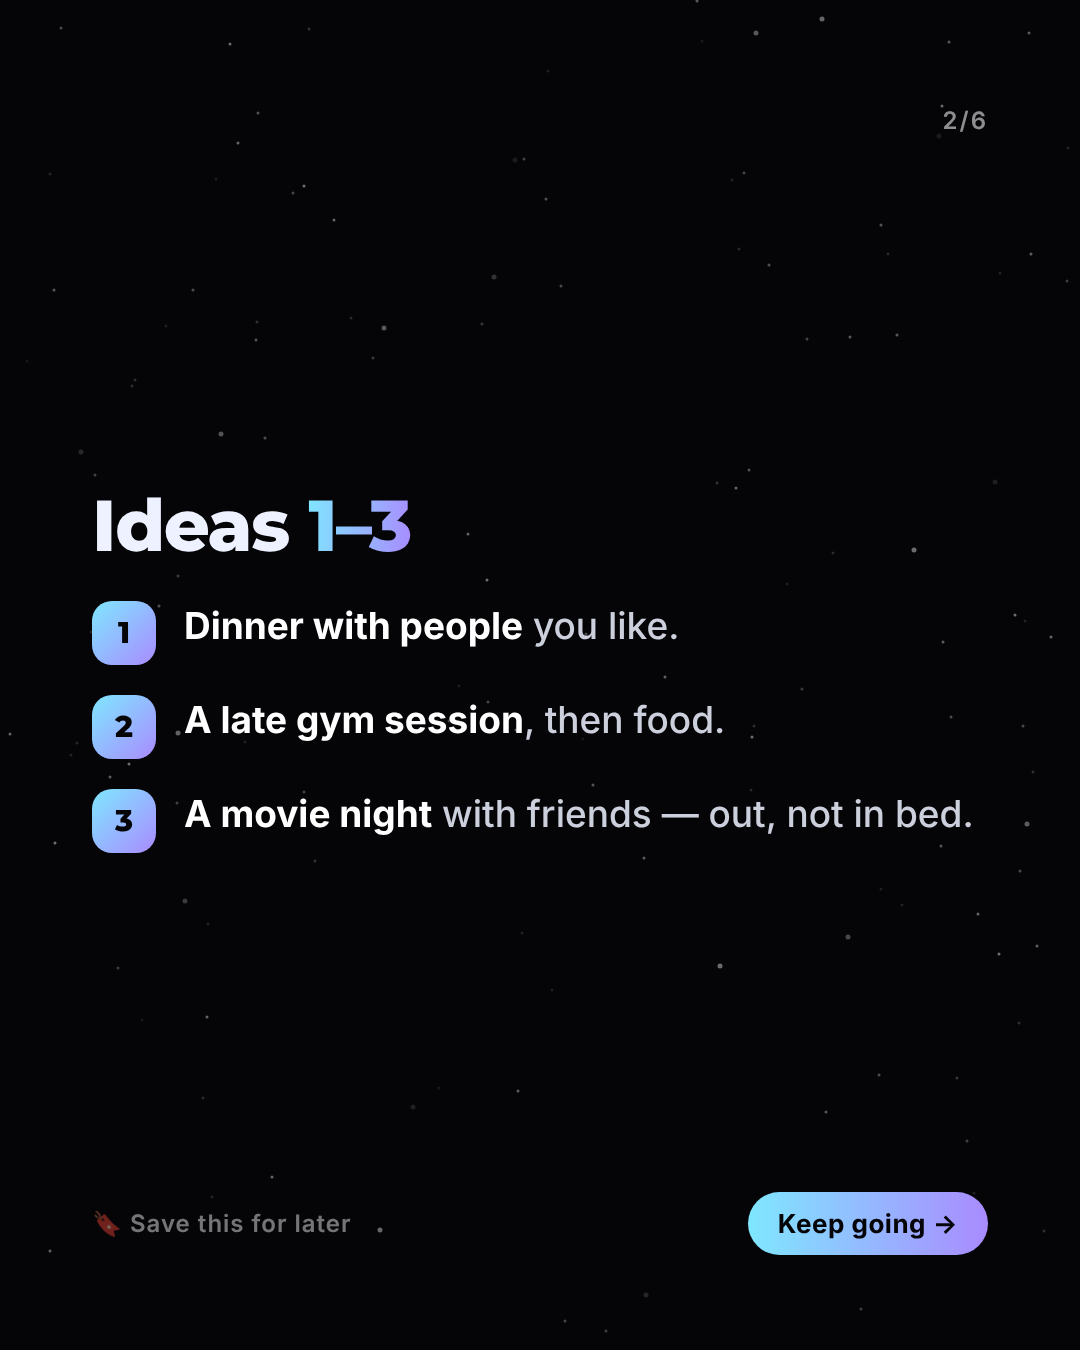 2/6
Ideas 1–3
1 Dinner with people you like.
2 A late gym session, then food.
3 A movie night with friends — out, not in bed.
🔖 Save this for later
Keep going →